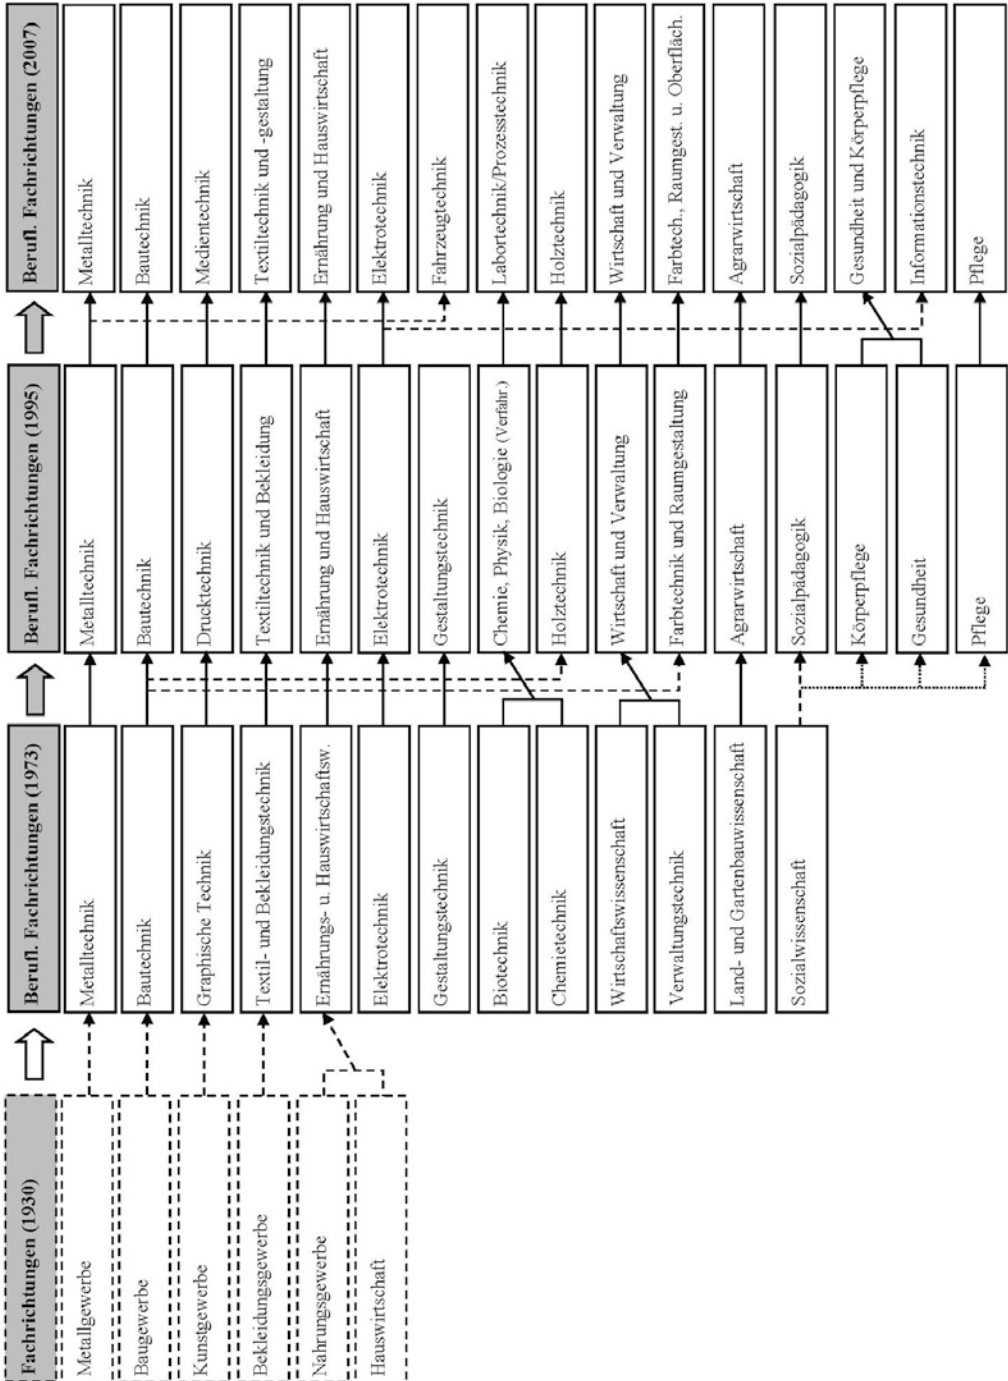 Fachrichtungen (1930)
Metallgewerbe
Baugewerbe
Kunstgewerbe
Bekleidungsgewerbe
Nahrungsgewerbe
Hauswirtschaft
Berufl. Fachrichtungen (1973)
Metalltechnik
Bautechnik
Graphische Technik
Textil- und Bekleidungstechnik
Ernährungs- u. Hauswirtschaftsw.
Elektrotechnik
Gestaltungstechnik
Biotechnik
Chemietechnik
Wirtschaftswissenschaft
Verwaltungstechnik
Land- und Gartenbauwissenschaft
Sozialwissenschaft
Berufl. Fachrichtungen (1995)
Metalltechnik
Bautechnik
Drucktechnik
Textiltechnik und Bekleidung
Ernährung und Hauswirtschaft
Elektrotechnik
Gestaltungstechnik
Chemie, Physik, Biologie (Verfahr.)
Holztechnik
Wirtschaft und Verwaltung
Farbtechnik und Raumgestaltung
Agrarwirtschaft
Sozialpädagogik
Körperpflege
Gesundheit
Pflege
Berufl. Fachrichtungen (2007)
Metalltechnik
Bautechnik
Medientechnik
Textiltechnik und -gestaltung
Ernährung und Hauswirtschaft
Elektrotechnik
Fahrzeugtechnik
Labortechnik/Prozesstechnik
Holztechnik
Wirtschaft und Verwaltung
Farbtech., Raumgest. u. Oberfläch.
Agrarwirtschaft
Sozialpädagogik
Gesundheit und Körperpflege
Informationstechnik
Pflege